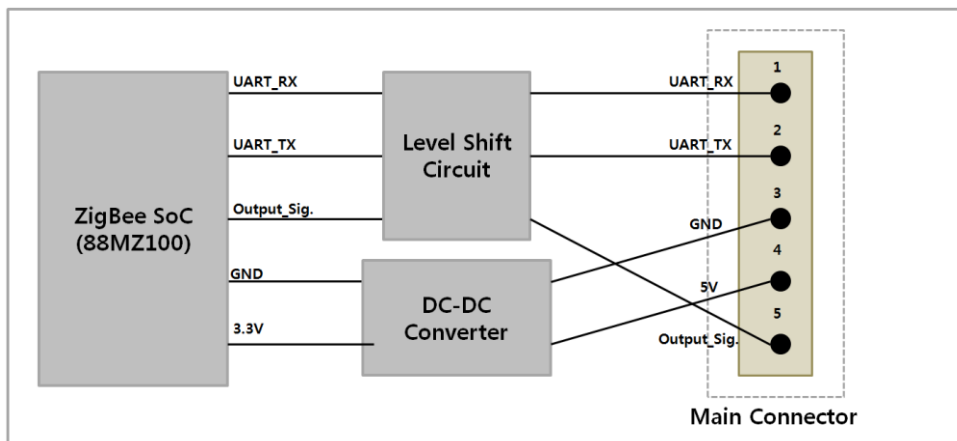 ZigBee SoC
(88MZ100)
UART_RX
UART_TX
Output_Sig.
GND
3.3V
Level Shift
Circuit
DC-DC
Converter
UART_RX
UART_TX
GND
5V
Output_Sig.
1
2
3
4
5
Main Connector